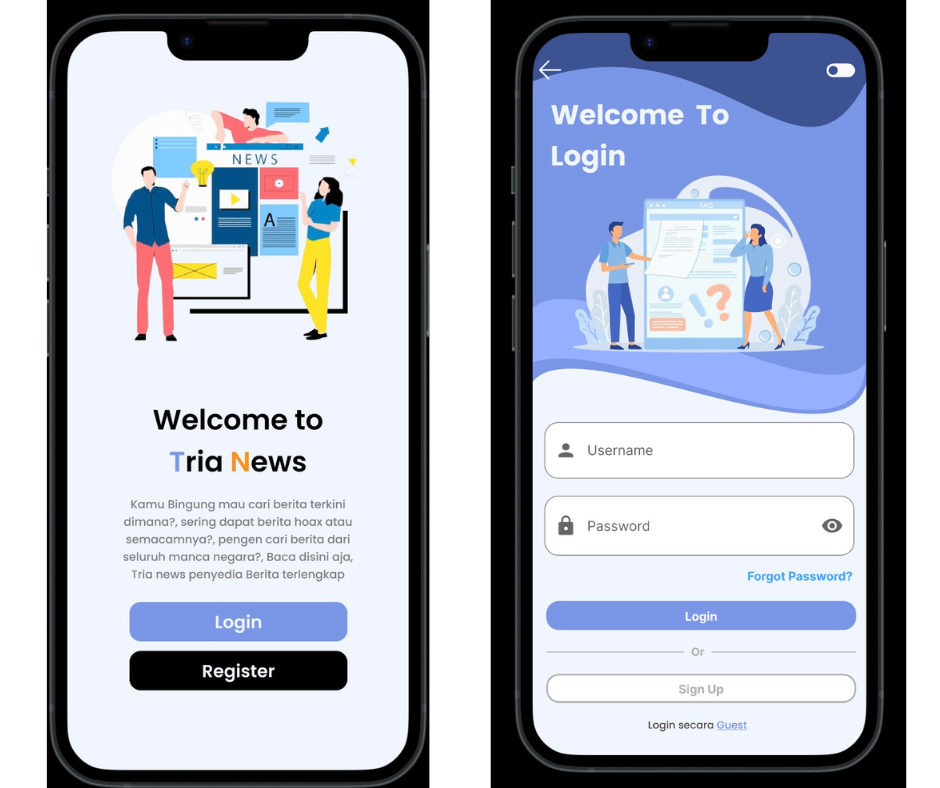 NEWS
A
Welcome to
Tria News
Kamu Bingung mau cari berita terkini
dimana?, sering dapat berita hoax atau
semacamnya?, pengen cari berita dari
seluruh manca negara?, Baca disini aja,
Tria news penyedia Berita terlengkap
Login
Register
Welcome To
Login
FAQ
Username
Password
Forgot Password?
Login
Or
Sign Up
Login secara Guest